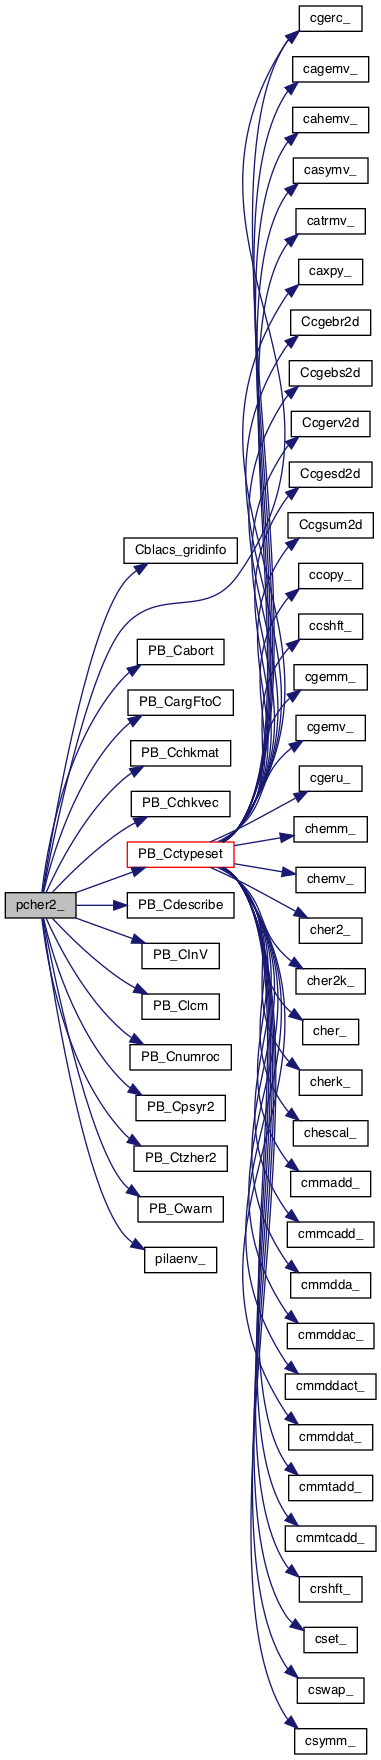 cgerc_
cagemv_
cahemv_
casymv_
catrmv_
caxpy_
Ccgebr2d
Ccgebs2d
Ccgerv2d
Ccgesd2d
Ccgsum2d
Cblacs_gridinfo
ccopy_
ccshft_
PB_Cabort
cgemm_
PB_CargFtoC
cgemv_
PB_Cchkmat
cgeru_
PB_Cchkvec
chemm_
PB_Cctypeset
chemv_
pcher2_
PB_Cdescribe
cher2_
PB_CInV
cher2k_
PB_Clcm
cher_
PB_Cnumroc
cherk_
PB_Cpsyr2
chescal_
PB_Ctzher2
cmmadd_
PB_Cwarn
cmmcadd_
pilaenv_
cmmdda_
cmmddac_
cmmddact_
cmmddat_
cmmtadd_
cmmtcadd_
crshft_
cset_
cswap_
csymm_